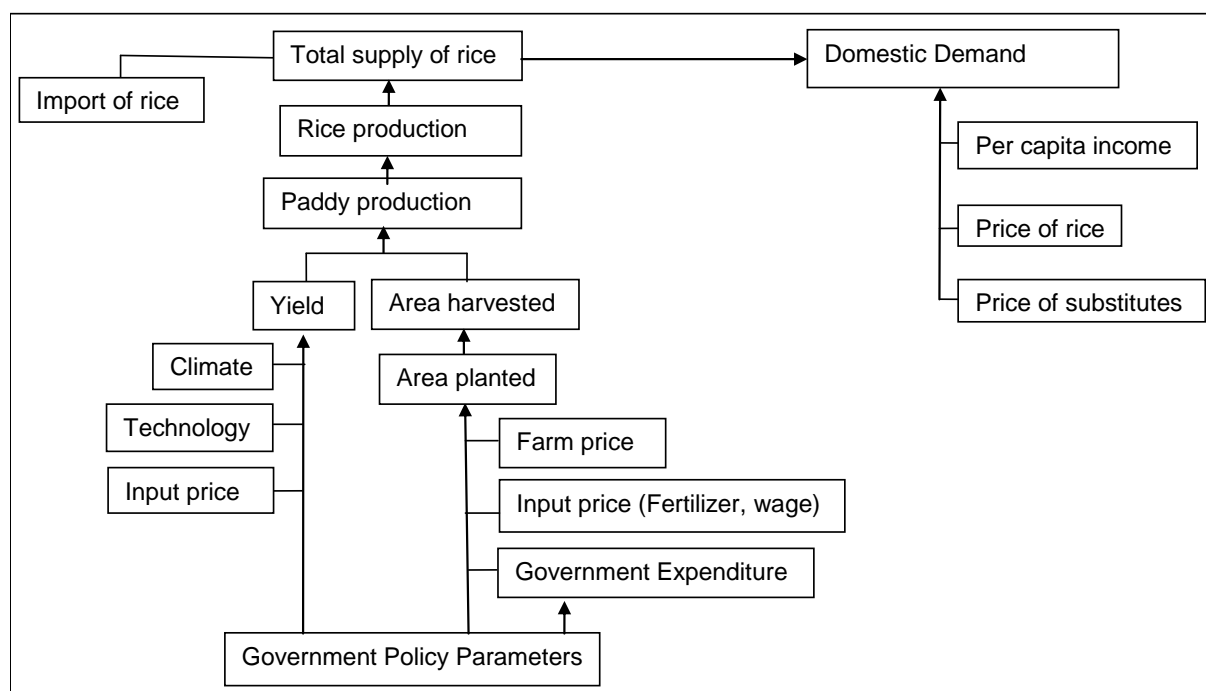 Total supply of rice
Domestic Demand
Import of rice
Rice production
Per capita income
Paddy production
Price of rice
Yield
Area harvested
Price of substitutes
Climate
Area planted
Technology
Farm price
Input price
Input price (Fertilizer, wage)
Government Expenditure
Government Policy Parameters